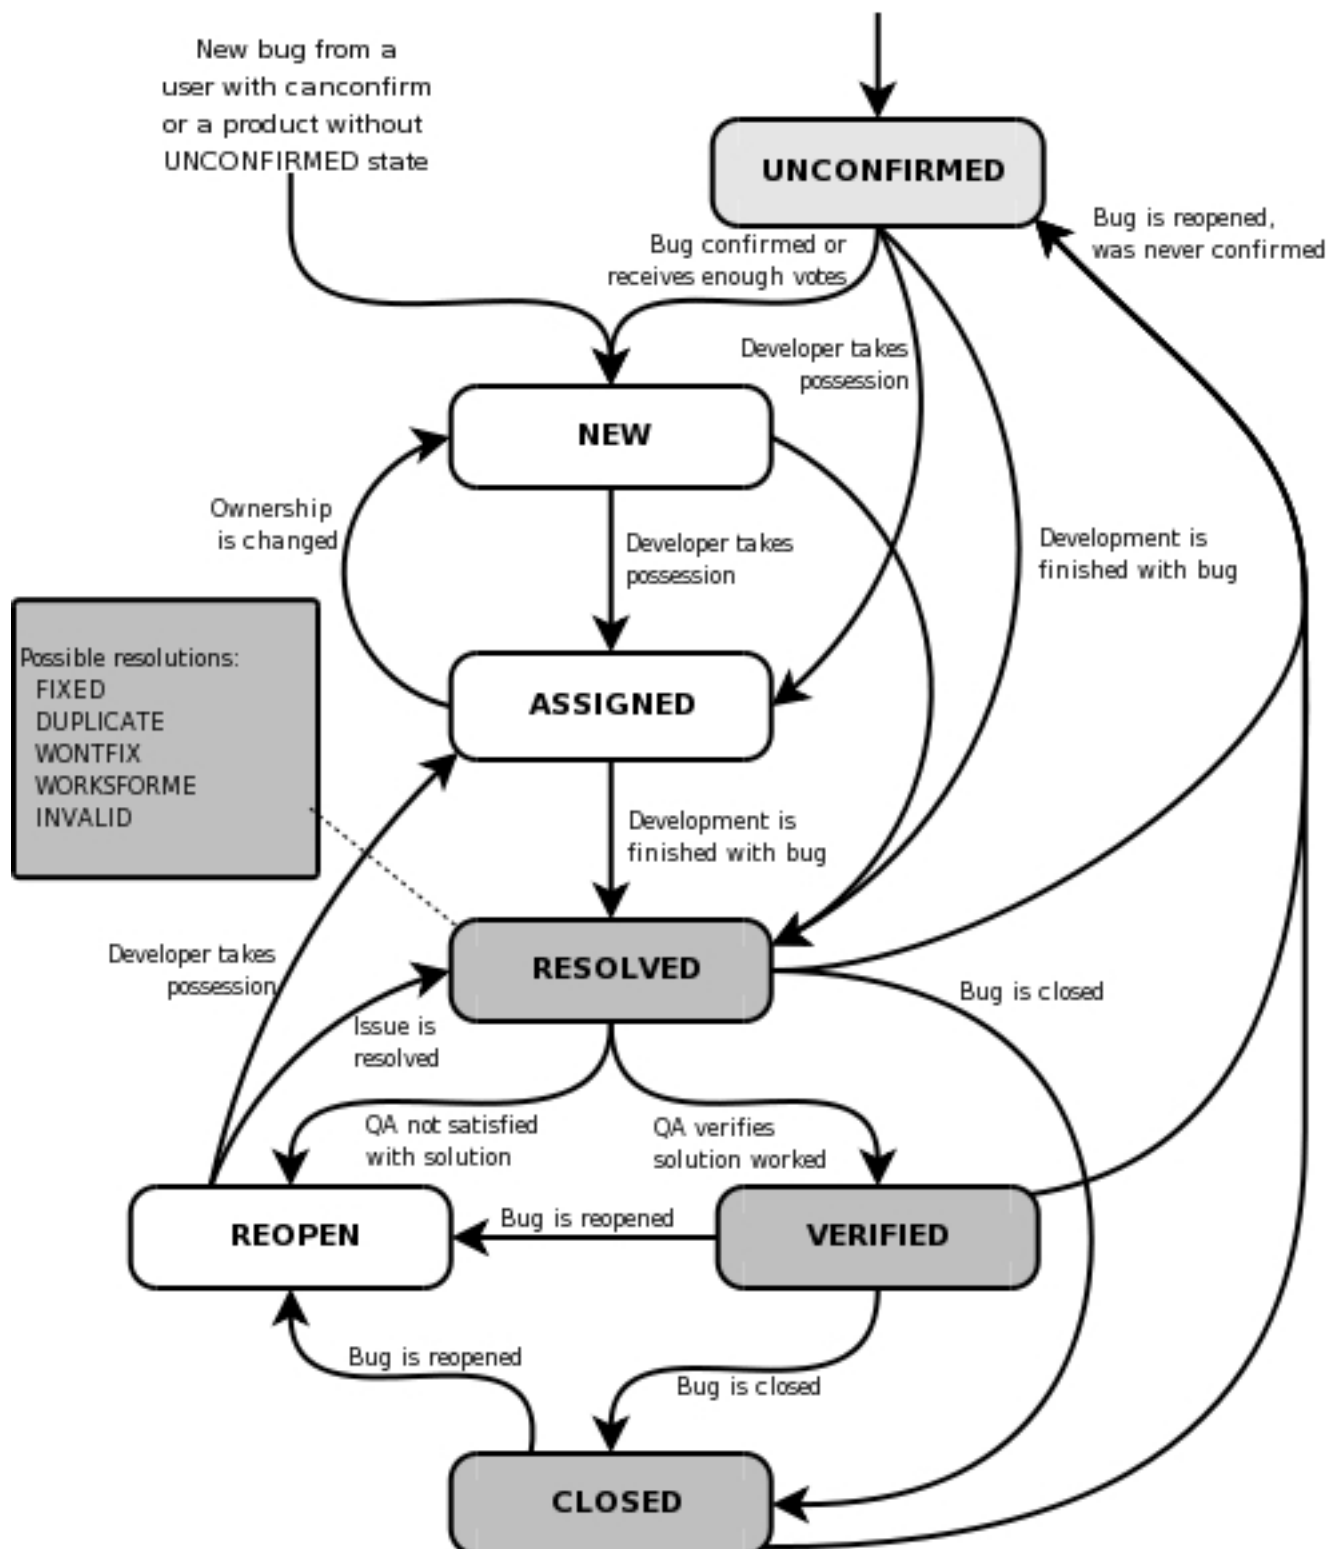 New bug from a
user with canconfirm
or a product without
UNCONFIRMED state
UNCONFIRMED
Bug is reopened,
was never confirmed
Bug confirmed or
receives enough votes
Developer takes
possession
NEW
Ownership
is changed
Developer takes
possession
Development is
finished with bug
Possible resolutions:
FIXED
DUPLICATE
WONTFIX
WORKSFORME
INVALID
ASSIGNED
Development is
finished with bug
Developer takes
possession
RESOLVED
Bug is closed
Issue is
resolved
QA not satisfied
with solution
QA verifies
solution worked
REOPEN
Bug is reopened
VERIFIED
Bug is reopened
Bug is closed
CLOSED